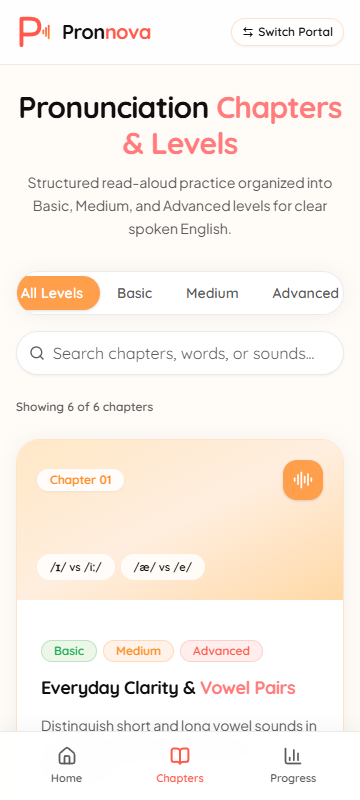 Pronnova
Switch Portal
Pronunciation Chapters
& Levels
Structured read-aloud practice organized into
Basic, Medium, and Advanced levels for clear
spoken English.
All Levels
Basic
Medium
Advanced
Search chapters, words, or sounds...
Showing 6 of 6 chapters
Chapter 01
/ɪ/ vs /iː/
/æ/ vs /e/
Basic
Medium
Advanced
Everyday Clarity & Vowel Pairs
Distinguish short and long vowel sounds in
Home
Chapters
Progress